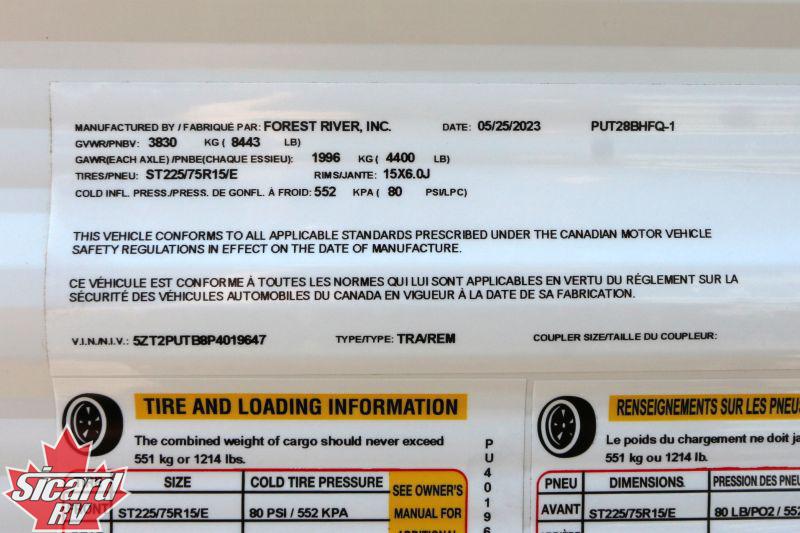 MANUFACTURED BY / FABRIQUÉ PAR: FOREST RIVER, INC. DATE: 05/25/2023 PUT28BHFQ-1
GVWR/PNBV: 3830 KG ( 8443 LB)
GAWR(EACH AXLE) /PNBE(CHAQUE ESSIEU): 1996 KG ( 4400 LB)
TIRES/PNEU: ST225/75R15/E RIMS/JANTE: 15X6.0J
COLD INFL. PRESS./PRESS. DE GONFL. À FROID: 552 KPA ( 80 PSI/LPC)
THIS VEHICLE CONFORMS TO ALL APPLICABLE STANDARDS PRESCRIBED UNDER THE CANADIAN MOTOR VEHICLE
SAFETY REGULATIONS IN EFFECT ON THE DATE OF MANUFACTURE.
CE VÉHICULE EST CONFORME À TOUTES LES NORMES QUI LUI SONT APPLICABLES EN VERTU DU RÉGLEMENT SUR LA
SÉCURITÉ DES VÉHICULES AUTOMOBILES DU CANADA EN VIGUEUR À LA DATE DE SA FABRICATION.
V.I.N./N.I.V.: 5ZT2PUTB8P4019647 TYPE/TYPE: TRA/REM COUPLER SIZE/TAILLE DU COUPLEUR:
TIRE AND LOADING INFORMATION
The combined weight of cargo should never exceed
551 kg or 1214 lbs.
SIZE COLD TIRE PRESSURE SEE OWNER'S
ST225/75R15/E 80 PSI / 552 KPA MANUAL FOR
PU40196
RENSEIGNEMENTS SUR LES PNEUS
Le poids du chargement ne doit
551 kg ou 1214 lb.
PNEU DIMENSIONS PRESSION DES
AVANT ST225/75R15/E 80 LB/PO2 / 552
Sicard
RV